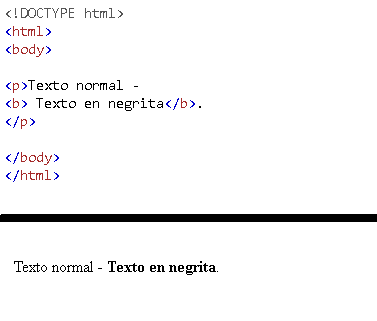 <!DOCTYPE html>
<html>
<body>
<p>Texto normal -
<b> Texto en negrita</b>.
</p>
</body>
</html>
Texto normal - Texto en negrita.